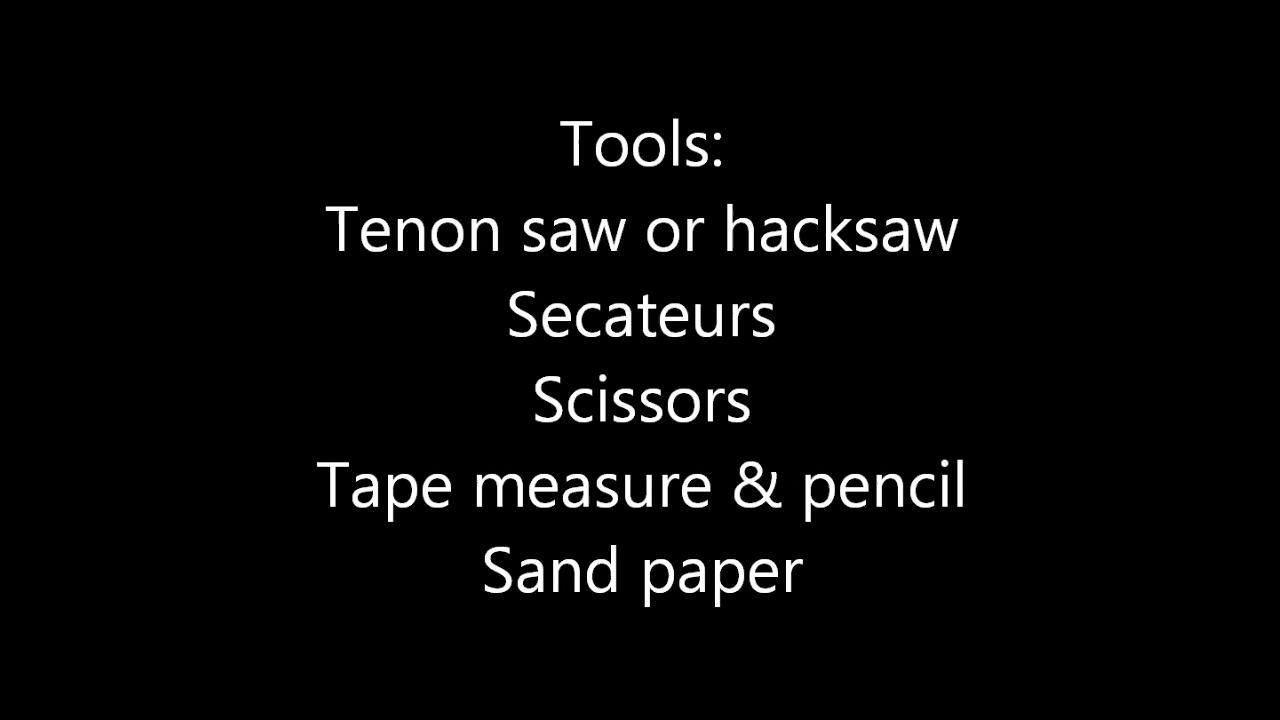 Tools:
Tenon saw or hacksaw
Secateurs
Scissors
Tape measure & pencil
Sand paper